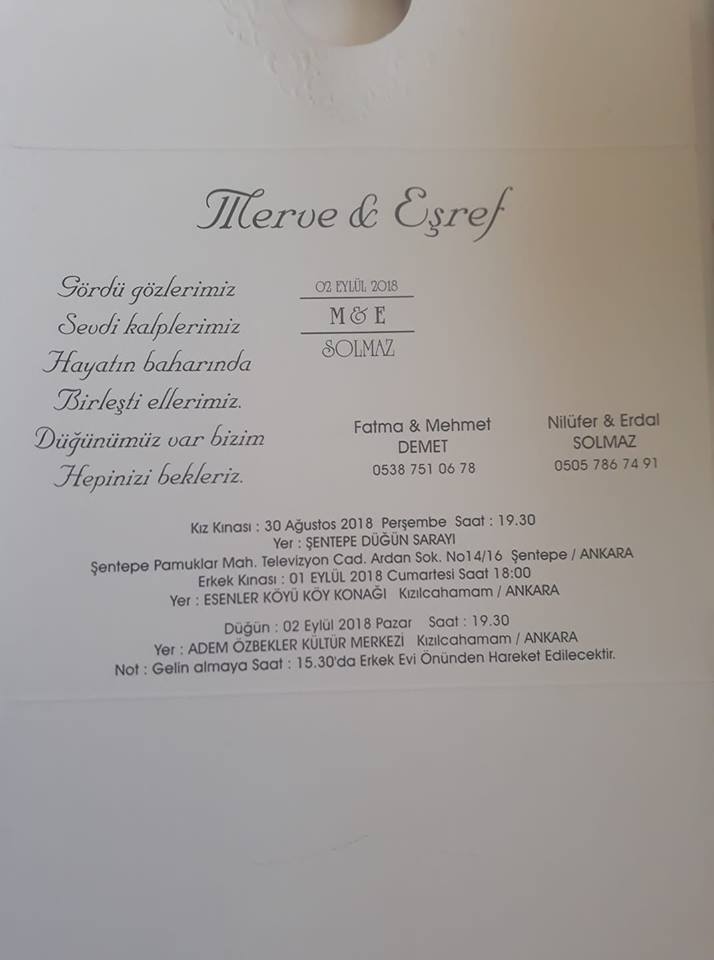 Merve & Eşref
Gördü gözlerimiz
Sevdi kalplerimiz
Hayatın baharında
Birleşti ellerimiz.
Düğünümüz var bizim
Hepinizi bekleriz.
02 EYLÜL 2018
M & E
SOLMAZ
Fatma & Mehmet
DEMET
0538 751 06 78
Nilüfer & Erdal
SOLMAZ
0505 786 74 91
Kız Kınası : 30 Ağustos 2018 Perşembe Saat : 19.30
Yer : ŞENTEPE DÜĞÜN SARAYI
Şentepe Pamuklar Mah. Televizyon Cad. Ardan Sok. No14/16 Şentepe / ANKARA
Erkek Kınası : 01 EYLÜL 2018 Cumartesi Saat 18:00
Yer : ESENLER KÖYÜ KÖY KONAĞI Kızılcahamam / ANKARA
Düğün : 02 Eylül 2018 Pazar Saat : 19.30
Yer : ADEM ÖZBEKLER KÜLTÜR MERKEZİ Kızılcahamam / ANKARA
Not : Gelin almaya Saat : 15.30'da Erkek Evi Önünden Hareket Edilecektir.